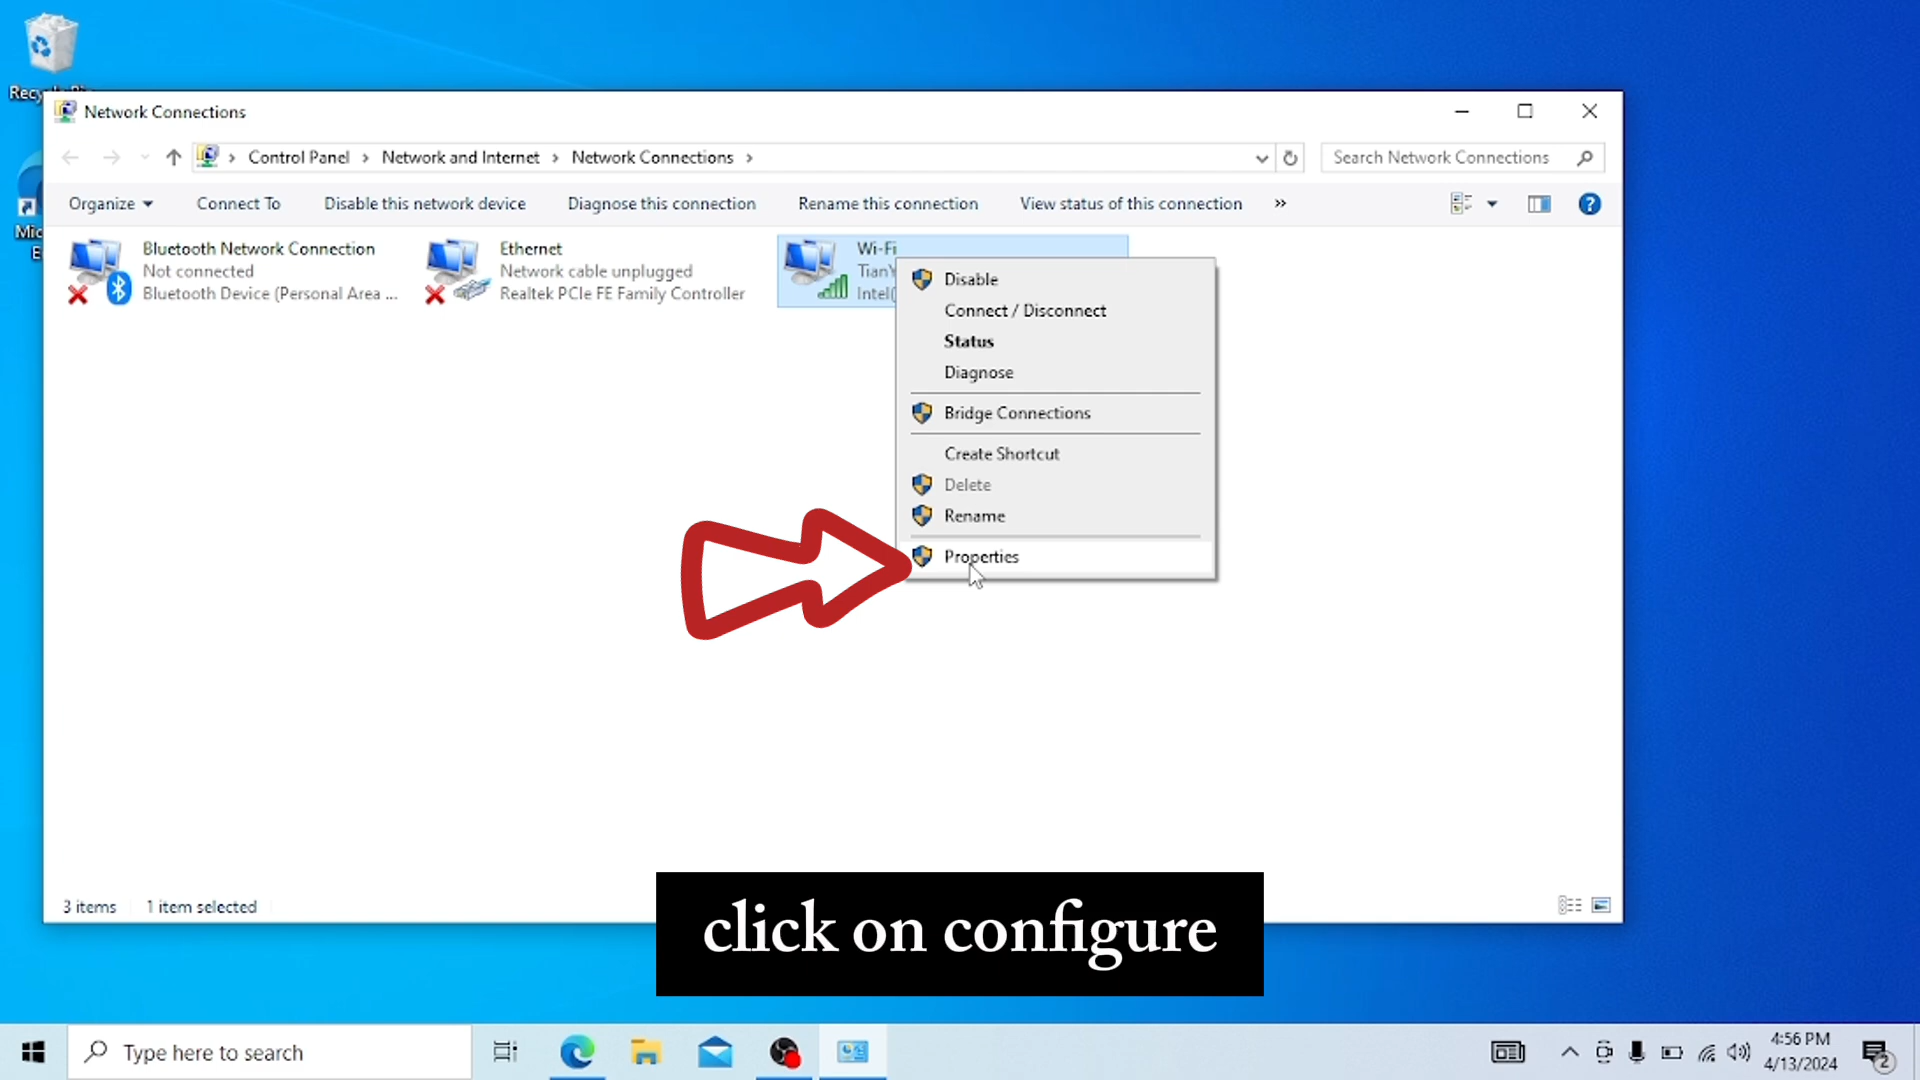 Network Connections
Control Panel > Network and Internet > Network Connections >
Search Network Connections
Organize
Connect To
Disable this network device
Diagnose this connection
Rename this connection
View status of this connection
»
Bluetooth Network Connection
Not connected
Bluetooth Device (Personal Area ...
Ethernet
Network cable unplugged
Realtek PCIe FE Family Controller
Wi-Fi
Disable
Connect / Disconnect
Status
Diagnose
Bridge Connections
Create Shortcut
Delete
Rename
Properties
3 items
1 item selected
click on configure
Type here to search
4:56 PM
4/13/2024
2